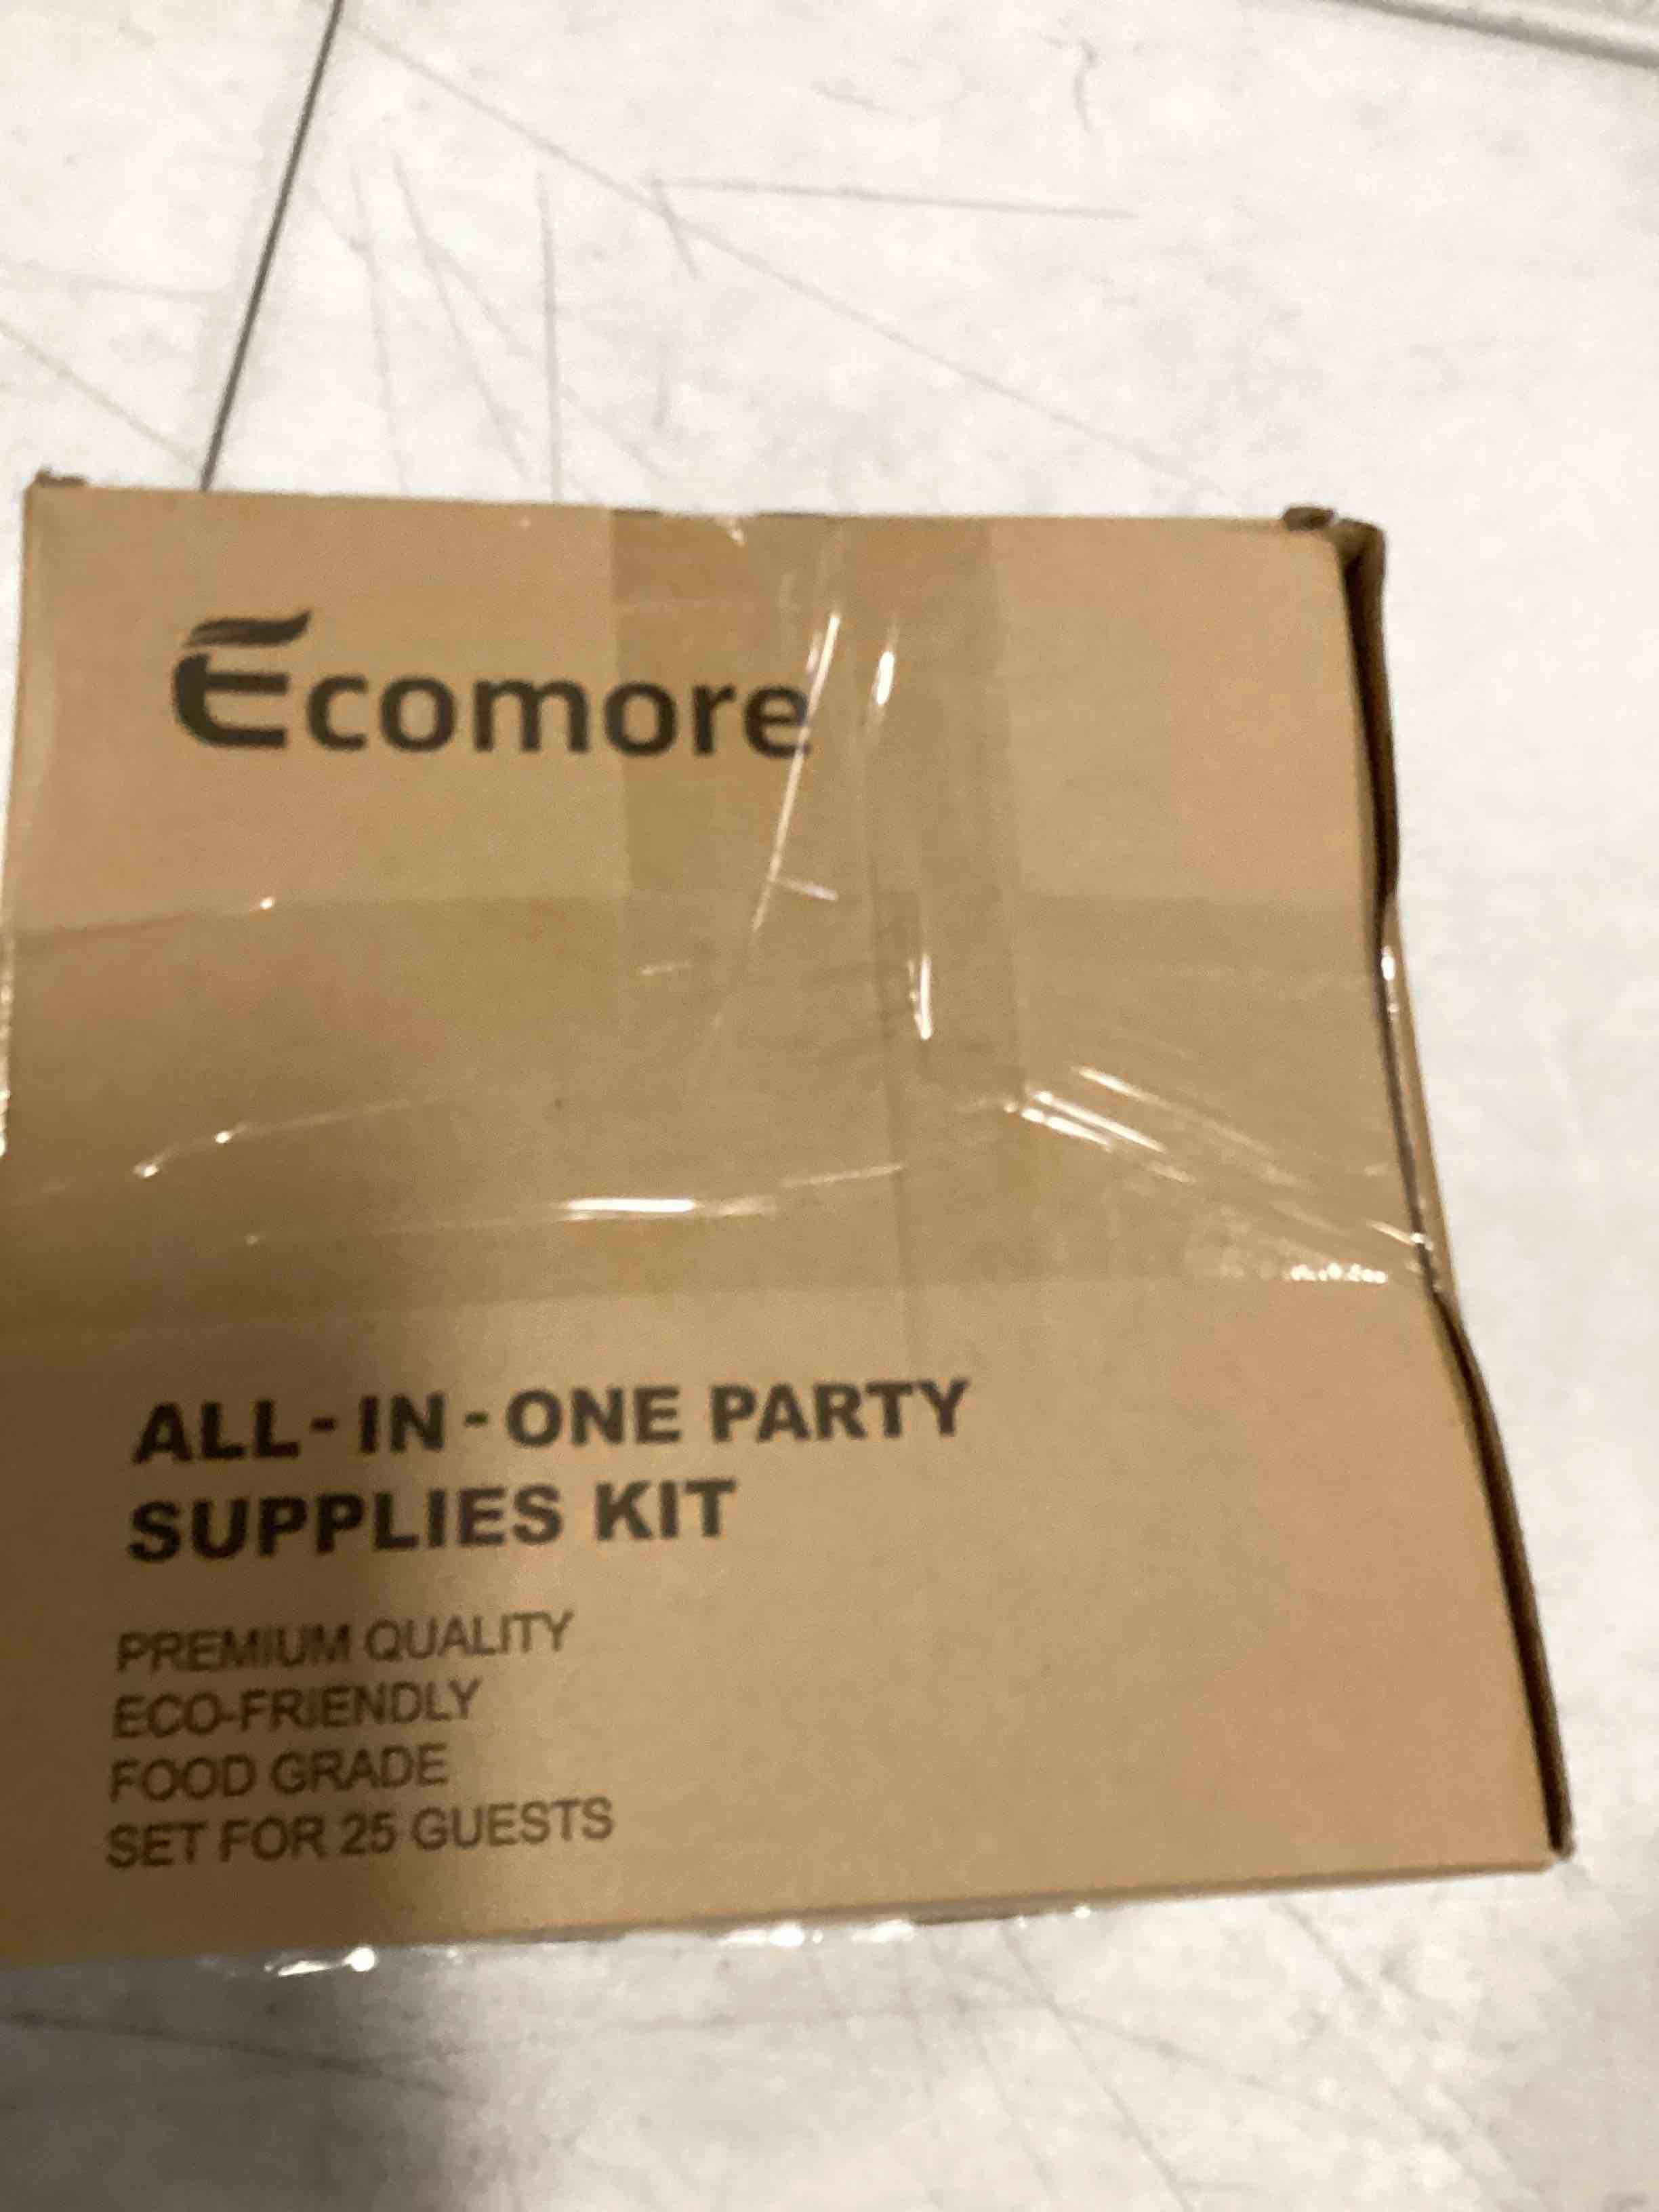 Ecomore
ALL-IN-ONE PARTY
SUPPLIES KIT
PREMIUM QUALITY
ECO-FRIENDLY
FOOD GRADE
SET FOR 25 GUESTS